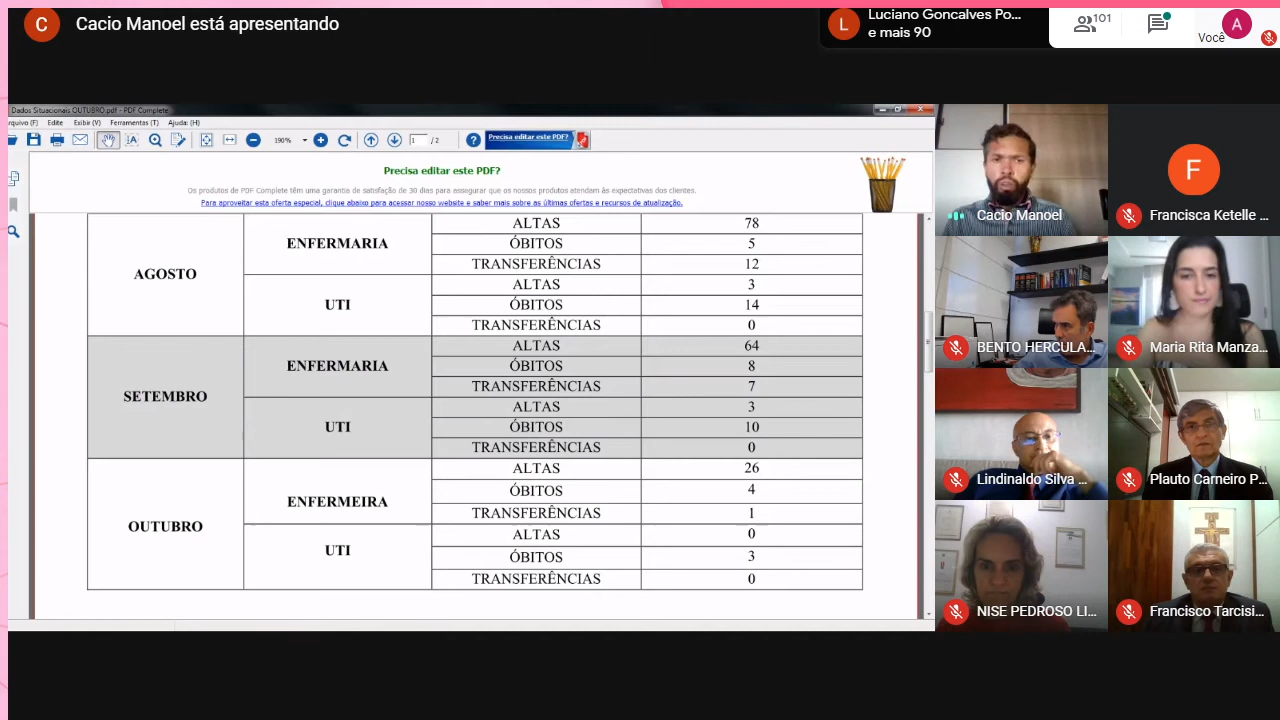 C
Cacio Manoel está apresentando
L
Luciano Goncalves Po...
e mais 90
101
A
Você
Dados Situacionais OUTUBRO.pdf - PDF Complete
rquivo (F) Edite Exibir (V) Ferramentas (T) Ajuda: (H)
190%
1 / 2
Precisa editar este PDF?
Precisa editar este PDF?
Os produtos de PDF Complete têm uma garantia de satisfação de 30 dias para assegurar que os nossos produtos atendam às expectativas dos clientes.
Para aproveitar esta oferta especial, clique abaixo para acessar nosso website e saber mais sobre as últimas ofertas e recursos de atualização.
AGOSTO
ENFERMARIA
ALTAS 78
ÓBITOS 5
TRANSFERÊNCIAS 12
UTI
ALTAS 3
ÓBITOS 14
TRANSFERÊNCIAS 0
SETEMBRO
ENFERMARIA
ALTAS 64
ÓBITOS 8
TRANSFERÊNCIAS 7
UTI
ALTAS 3
ÓBITOS 10
TRANSFERÊNCIAS 0
OUTUBRO
ENFERMEIRA
ALTAS 26
ÓBITOS 4
TRANSFERÊNCIAS 1
UTI
ALTAS 0
ÓBITOS 3
TRANSFERÊNCIAS 0
Cacio Manoel
F
Francisca Ketelle ...
BENTO HERCULA...
Maria Rita Manza...
Lindinaldo Silva ...
Plauto Carneiro P...
NISE PEDROSO LI...
Francisco Tarcisi...